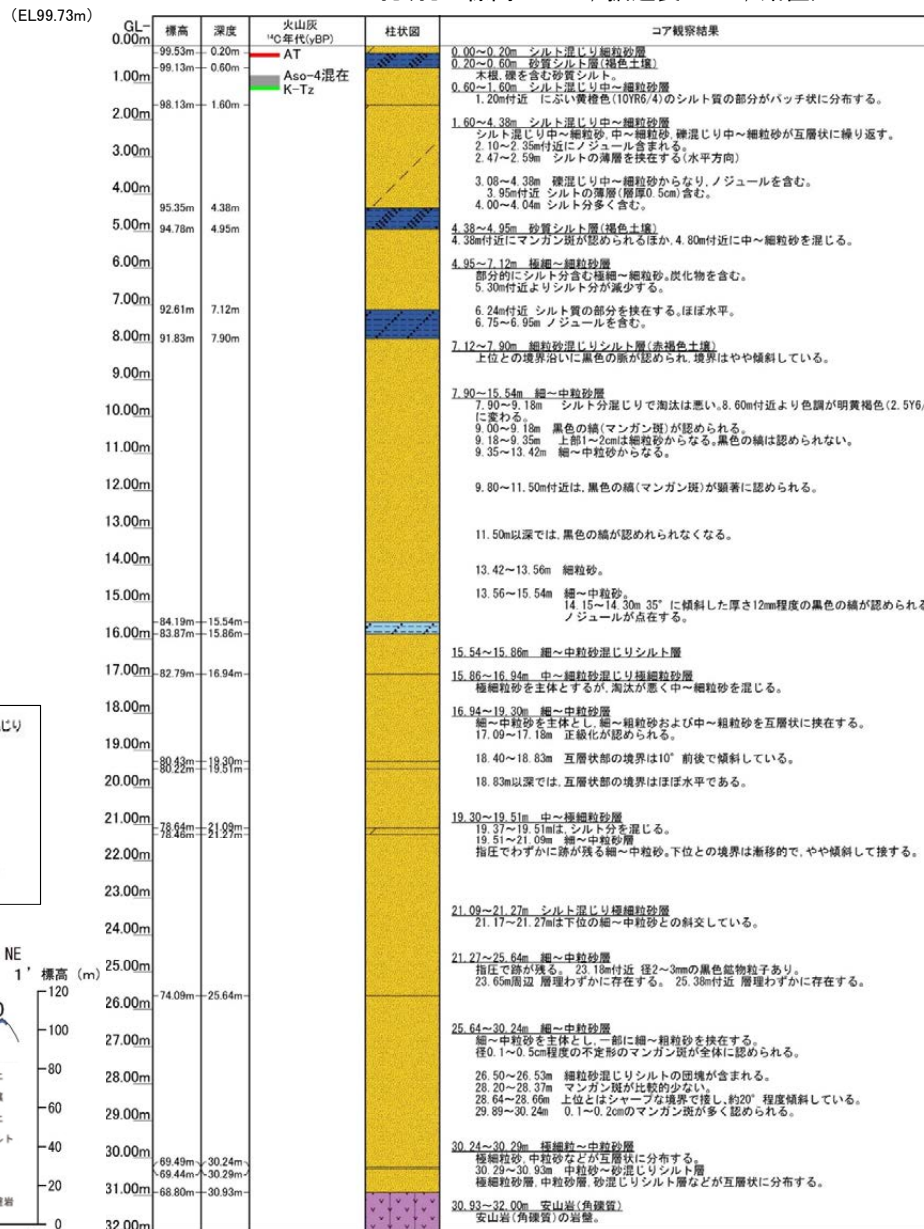 (EL99.73m)
GL-
0.00m
標高
深度
火山灰
¹⁴C年代(yBP)
柱状図
コア観察結果
99.53m 0.20m
99.13m 0.60m
98.13m 1.60m
95.35m 4.38m
94.78m 4.95m
92.61m 7.12m
91.83m 7.90m
84.19m 15.54m
83.87m 15.86m
82.79m 16.94m
80.43m 19.30m
80.22m 19.51m
78.64m 21.09m
78.46m 21.27m
74.09m 25.64m
69.49m 30.24m
69.44m 30.29m
68.80m 30.93m
AT
Aso-4混在
K-Tz
1.00m
2.00m
3.00m
4.00m
5.00m
6.00m
7.00m
8.00m
9.00m
10.00m
11.00m
12.00m
13.00m
14.00m
15.00m
16.00m
17.00m
18.00m
19.00m
20.00m
21.00m
22.00m
23.00m
24.00m
25.00m
26.00m
27.00m
28.00m
29.00m
30.00m
31.00m
32.00m
0.00~0.20m シルト混じり細粒砂層
0.20~0.60m 砂質シルト層(褐色土壌)
木根、礫を含む砂質シルト。
0.60~1.60m シルト混じり中~細粒砂層
1.20m付近 にぶい黄橙色(10YR6/4)のシルト質の部分がパッチ状に分布する。
1.60~4.38m シルト混じり中~細粒砂層
シルト混じり中~細粒砂、中~細粒砂、礫混じり中~細粒砂が互層状に繰り返す。
2.10~2.35m付近にノジュール含まれる。
2.47~2.59m シルトの薄層を挟在する(水平方向)
3.08~4.38m 礫混じり中~細粒砂からなり、ノジュールを含む。
3.95m付近 シルトの薄層(層厚0.5cm)含む。
4.00~4.04m シルト分多く含む。
4.38~4.95m 砂質シルト層(褐色土壌)
4.38m付近にマンガン斑が認められるほか、4.80m付近に中~細粒砂を混じる。
4.95~7.12m 極細~細粒砂層
部分的にシルト分含む極細~細粒砂。炭化物を含む。
5.30m付近よりシルト分が減少する。
6.24m付近 シルト質の部分を挟在する。ほぼ水平。
6.75~6.95m ノジュールを含む。
7.12~7.90m 細粒砂混じりシルト層(赤褐色土壌)
上位との境界沿いに黒色の脈が認められ、境界はやや傾斜している。
7.90~15.54m 細~中粒砂層
7.90~9.18m シルト分混じりで淘汰は悪い。8.60m付近より色調が明黄褐色(2.5Y6/
に変わる。
9.00~9.18m 黒色の縞(マンガン斑)が認められる。
9.18~9.35m 上部1~2cmは細粒砂からなる。黒色の縞は認められない。
9.35~13.42m 細~中粒砂からなる。
9.80~11.50m付近は、黒色の縞(マンガン斑)が顕著に認められる。
11.50m以深では、黒色の縞が認めれられなくなる。
13.42~13.56m 細粒砂。
13.56~15.54m 細~中粒砂。
14.15~14.30m 35°に傾斜した厚さ12mm程度の黒色の縞が認められる
ノジュールが点在する。
15.54~15.86m 細~中粒砂混じりシルト層
15.86~16.94m 中~細粒砂混じり極細粒砂層
極細粒砂を主体とするが、淘汰が悪く中~細粒砂を混じる。
16.94~19.30m 細~中粒砂層
細~中粒砂を主体とし、細~粗粒砂および中~粗粒砂を互層状に挟在する。
17.09~17.18m 正級化が認められる。
18.40~18.83m 互層状部の境界は10°前後で傾斜している。
18.83m以深では、互層状部の境界はほぼ水平である。
19.30~19.51m 中~極細粒砂層
19.37~19.51mは、シルト分を混じる。
19.51~21.09m 細~中粒砂層
指圧でわずかに跡が残る細~中粒砂。下位との境界は漸移的で、やや傾斜して接する。
21.09~21.27m シルト混じり極細粒砂層
21.17~21.27mは下位の細~中粒砂との斜交している。
21.27~25.64m 細~中粒砂層
指圧で跡が残る。 23.18m付近 径2~3mmの黒色鉱物粒子あり。
23.65m周辺 層理わずかに存在する。 25.38m付近 層理わずかに存在する。
25.64~30.24m 細~中粒砂層
細~中粒砂を主体とし、一部に細~粗粒砂を挟在する。
径0.1~0.5cm程度の不定形のマンガン斑が全体に認められる。
26.50~26.53m 細粒砂混じりシルトの団塊が含まれる。
28.20~28.37m マンガン斑が比較的少ない。
28.64~28.66m 上位とはシャープな境界で接し、約20°程度傾斜している。
29.89~30.24m 0.1~0.2cmのマンガン斑が多く認められる。
30.24~30.29m 極細粒~中粒砂層
極細粒砂、中粒砂などが互層状に分布する。
30.29~30.93m 中粒砂~砂混じりシルト層
極細粒砂層、中粒砂層、砂混じりシルト層などが互層状に分布する。
30.93~32.00m 安山岩(角礫質)
安山岩(角礫質)の岩盤。
じり
NE
1' 標高 (m)
120
100
80
60
40
20
0